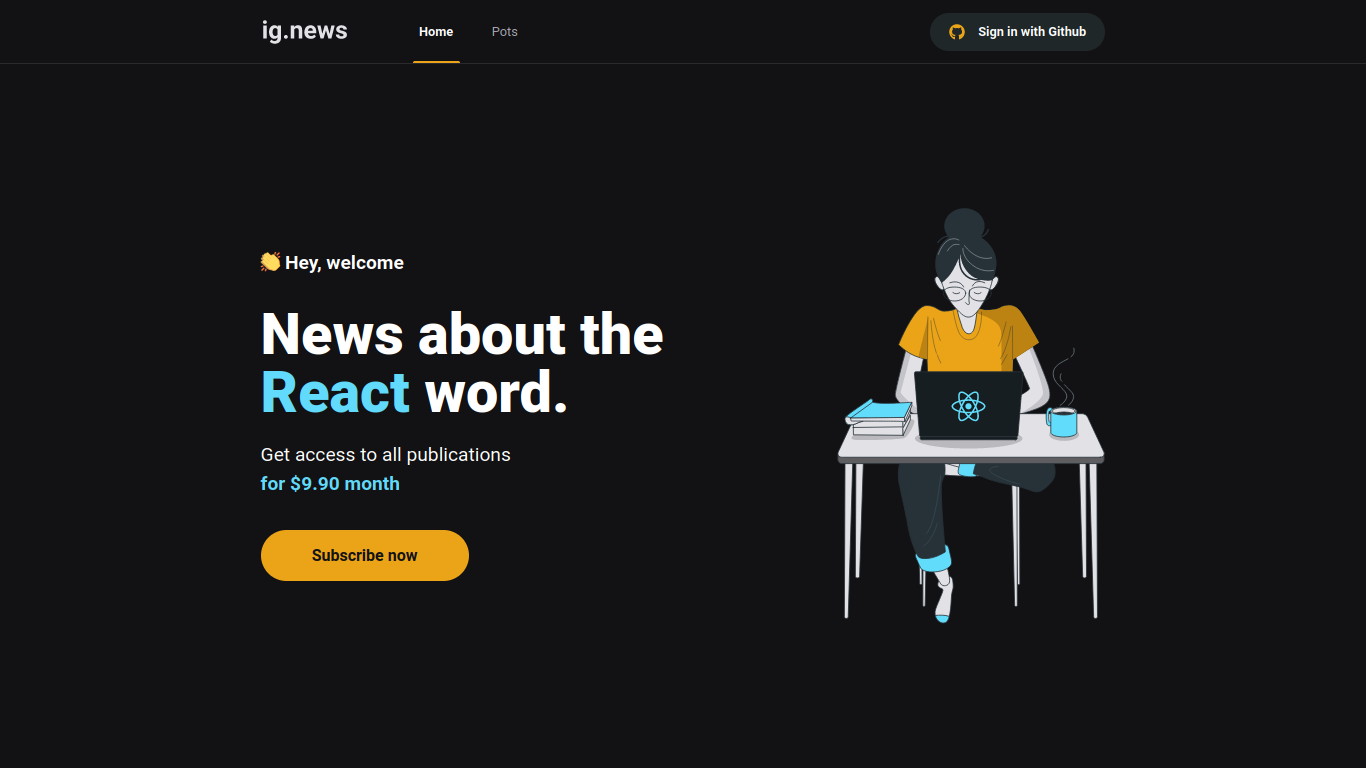 ig.news
Home
Pots
Sign in with Github
👏 Hey, welcome
News about the
React word.
Get access to all publications
for $9.90 month
Subscribe now